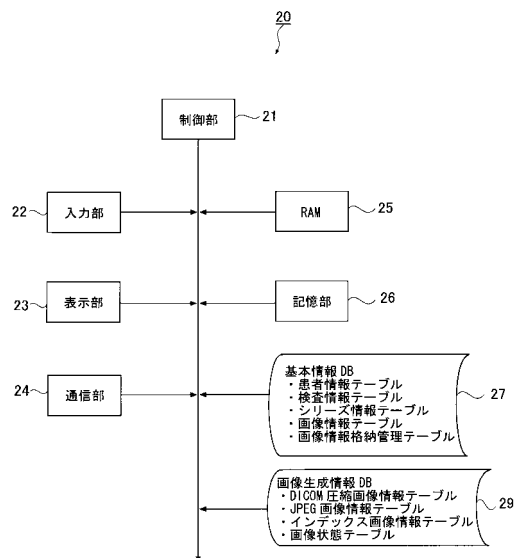 20
制御部
21
22
入力部
RAM
25
23
表示部
記憶部
26
24
通信部
基本情報DB
・患者情報テーブル
・検査情報テーブル
・シリーズ情報テーブル
・画像情報テーブル
・画像情報格納管理テーブル
27
画像生成情報DB
・DICOM圧縮画像情報テーブル
・JPEG画像情報テーブル
・インデックス画像情報テーブル
・画像状態テーブル
29